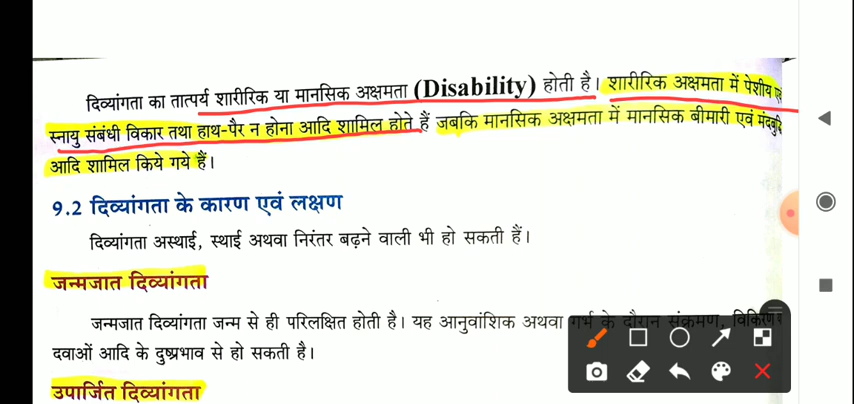 दिव्यांगता का तात्पर्य शारीरिक या मानसिक अक्षमता (Disability) होती है। शारीरिक अक्षमता में पेशीय एवं
स्नायु संबंधी विकार तथा हाथ-पैर न होना आदि शामिल होते हैं जबकि मानसिक अक्षमता में मानसिक बीमारी एवं मंदबुद्धि
आदि शामिल किये गये हैं।
9.2 दिव्यांगता के कारण एवं लक्षण
दिव्यांगता अस्थाई, स्थाई अथवा निरंतर बढ़ने वाली भी हो सकती हैं।
जन्मजात दिव्यांगता
जन्मजात दिव्यांगता जन्म से ही परिलक्षित होती है। यह आनुवांशिक अथवा गर्भ के दौरान संक्रमण, विकिरण
दवाओं आदि के दुष्प्रभाव से हो सकती है।
उपार्जित दिव्यांगता